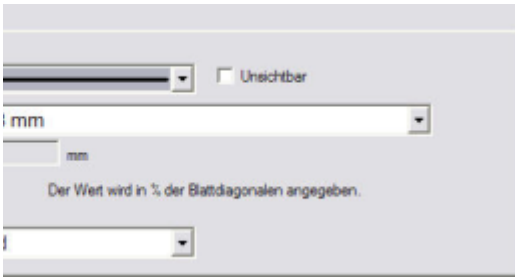 Unsichtbar
mm
mm
Der Wert wird in % der Blattdiagonalen angegeben.